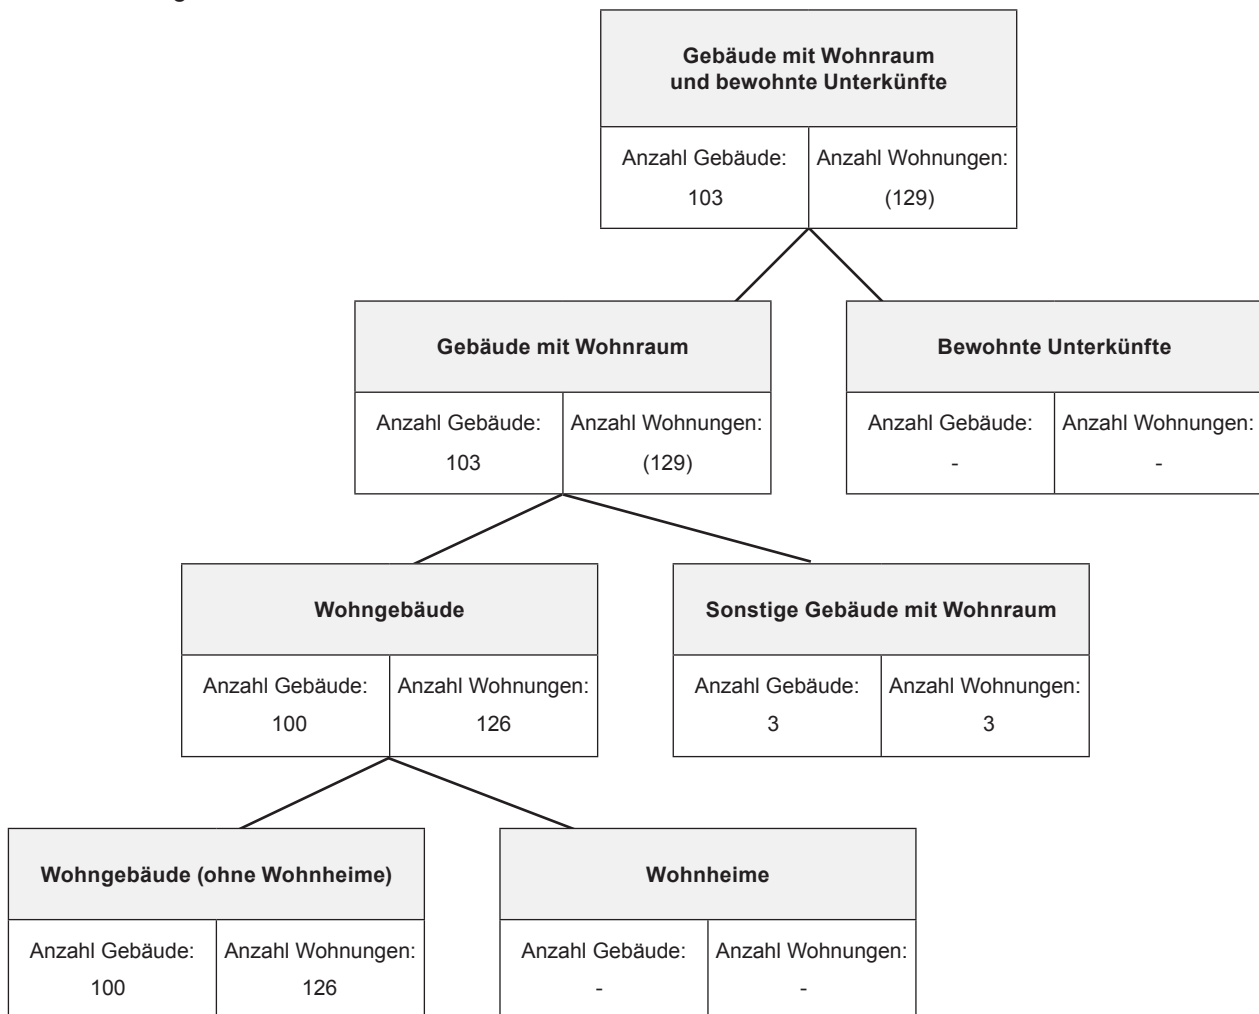 Gebäude mit Wohnraum
und bewohnte Unterkünfte
Anzahl Gebäude: Anzahl Wohnungen:
103 (129)
Gebäude mit Wohnraum Bewohnte Unterkünfte
Anzahl Gebäude: Anzahl Wohnungen: Anzahl Gebäude: Anzahl Wohnungen:
103 (129) - -
Wohngebäude Sonstige Gebäude mit Wohnraum
Anzahl Gebäude: Anzahl Wohnungen: Anzahl Gebäude: Anzahl Wohnungen:
100 126 3 3
Wohngebäude (ohne Wohnheime) Wohnheime
Anzahl Gebäude: Anzahl Wohnungen: Anzahl Gebäude: Anzahl Wohnungen:
100 126 - -